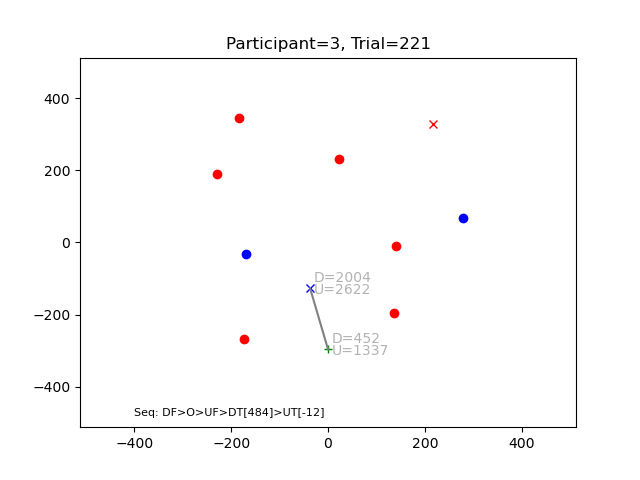 Participant=3, Trial=221
400
200
0
−200
−400
D=2004
U=2622
D=452
U=1337
Seq: DF>O>UF>DT[484]>UT[-12]
−400
−200
0
200
400